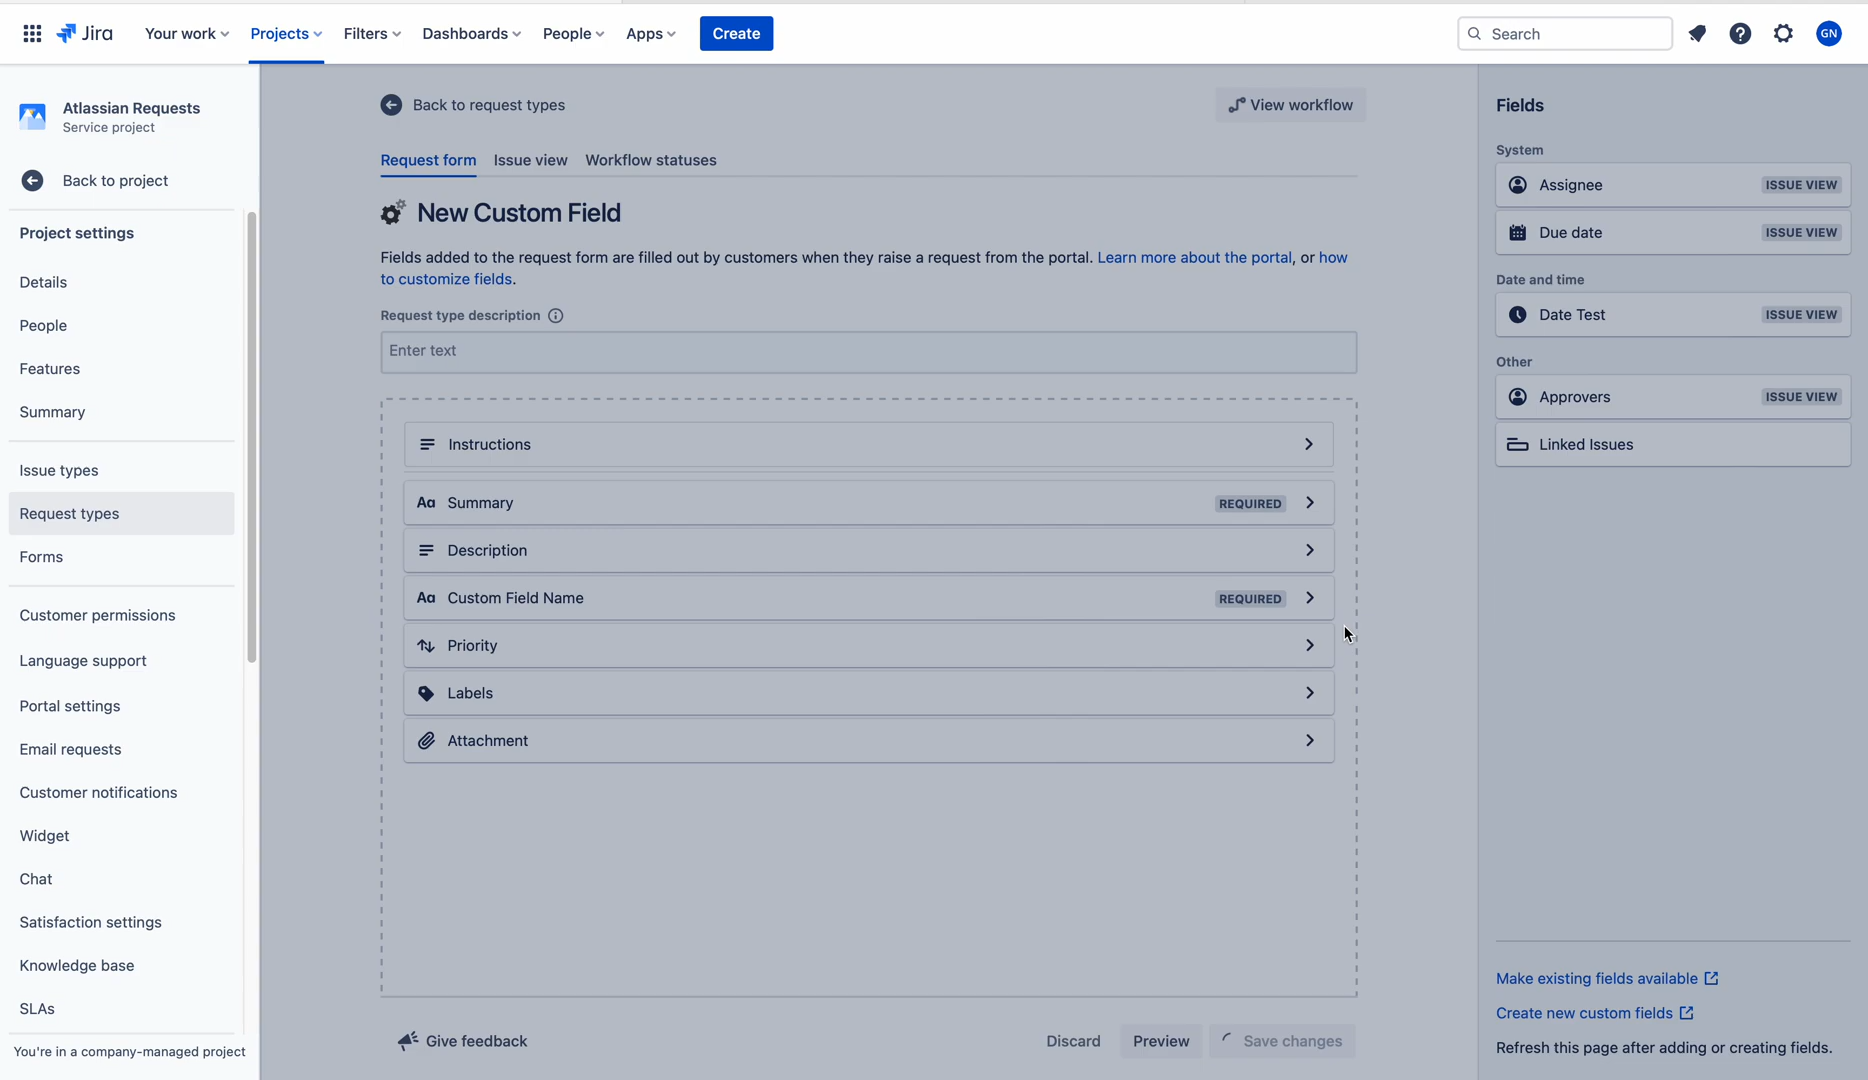 Jira
Your work
Projects
Filters
Dashboards
People
Apps
Create
Search
GN
Atlassian Requests
Service project
Back to project
Project settings
Details
People
Features
Summary
Issue types
Request types
Forms
Customer permissions
Language support
Portal settings
Email requests
Customer notifications
Widget
Chat
Satisfaction settings
Knowledge base
SLAs
You're in a company-managed project
Back to request types
View workflow
Request form
Issue view
Workflow statuses
New Custom Field
Fields added to the request form are filled out by customers when they raise a request from the portal. Learn more about the portal, or how
to customize fields.
Request type description
Enter text
Instructions
Aa Summary REQUIRED
Description
Aa Custom Field Name REQUIRED
Priority
Labels
Attachment
Give feedback
Discard
Preview
Save changes
Fields
System
Assignee ISSUE VIEW
Due date ISSUE VIEW
Date and time
Date Test ISSUE VIEW
Other
Approvers ISSUE VIEW
Linked Issues
Make existing fields available
Create new custom fields
Refresh this page after adding or creating fields.